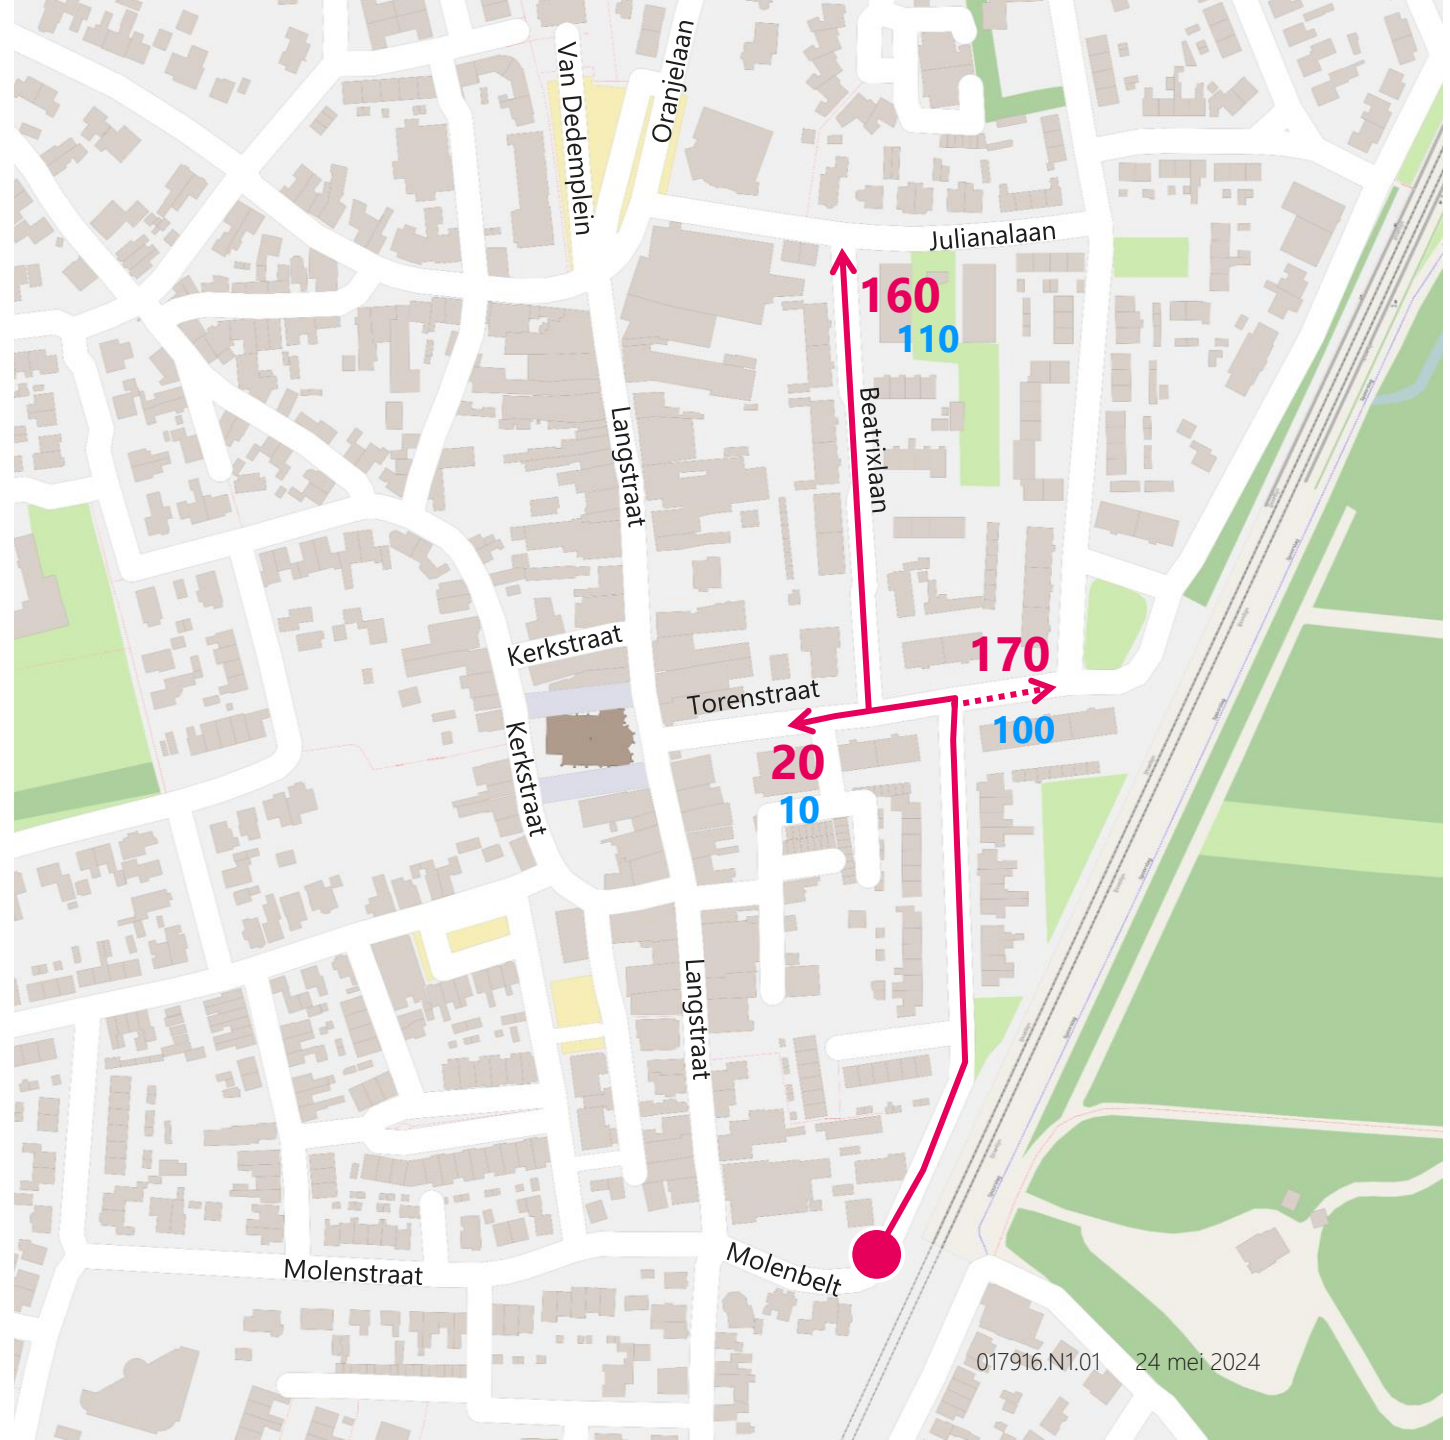 Van Dedemplein
Oranjelaan
Julianalaan
160
110
Beatrixlaan
Langstraat
Kerkstraat
170
Torenstraat
100
20
10
Kerkstraat
Langstraat
Molenbelt
Molenstraat
017916.N1.01 24 mei 2024